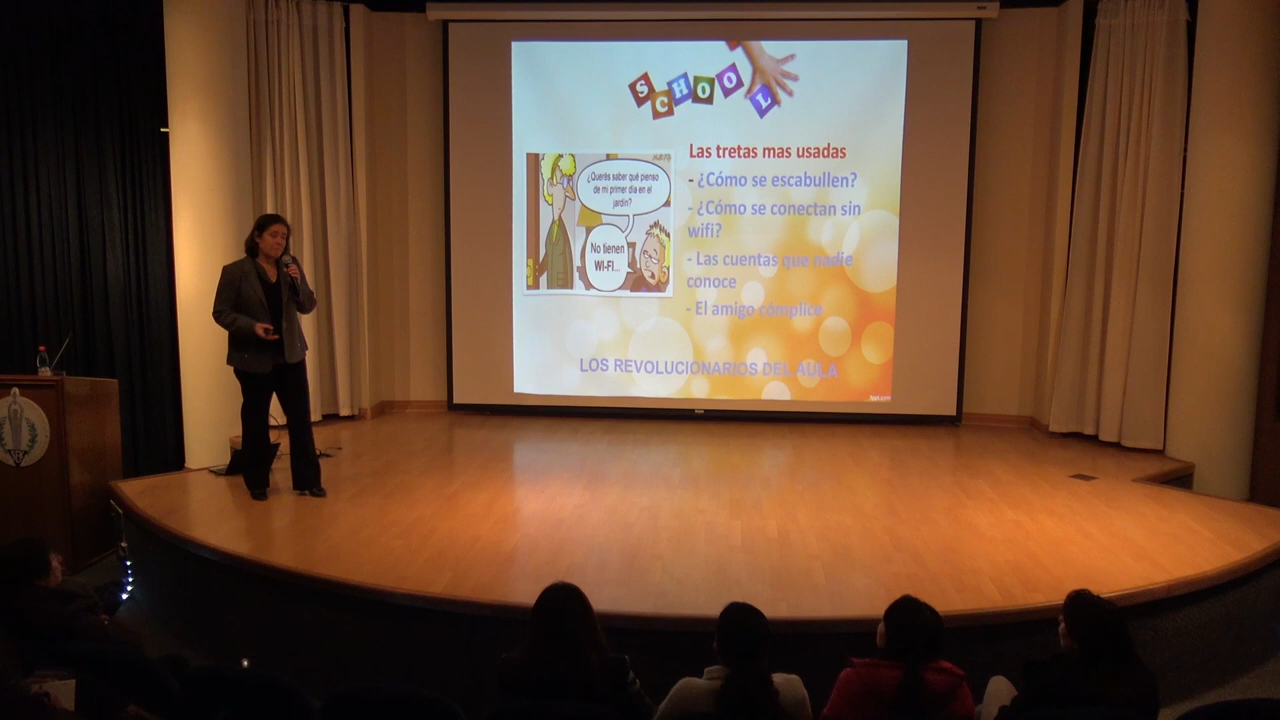 SCHOOL
Las tretas mas usadas
- ¿Cómo se escabullen?
- ¿Cómo se conectan sin
wifi?
- Las cuentas que nadie
conoce
- El amigo cómplice
¿Querés saber qué pienso
de mi primer día en el
jardín?
No tienen
WI-FI...
LOS REVOLUCIONARIOS DEL AULA